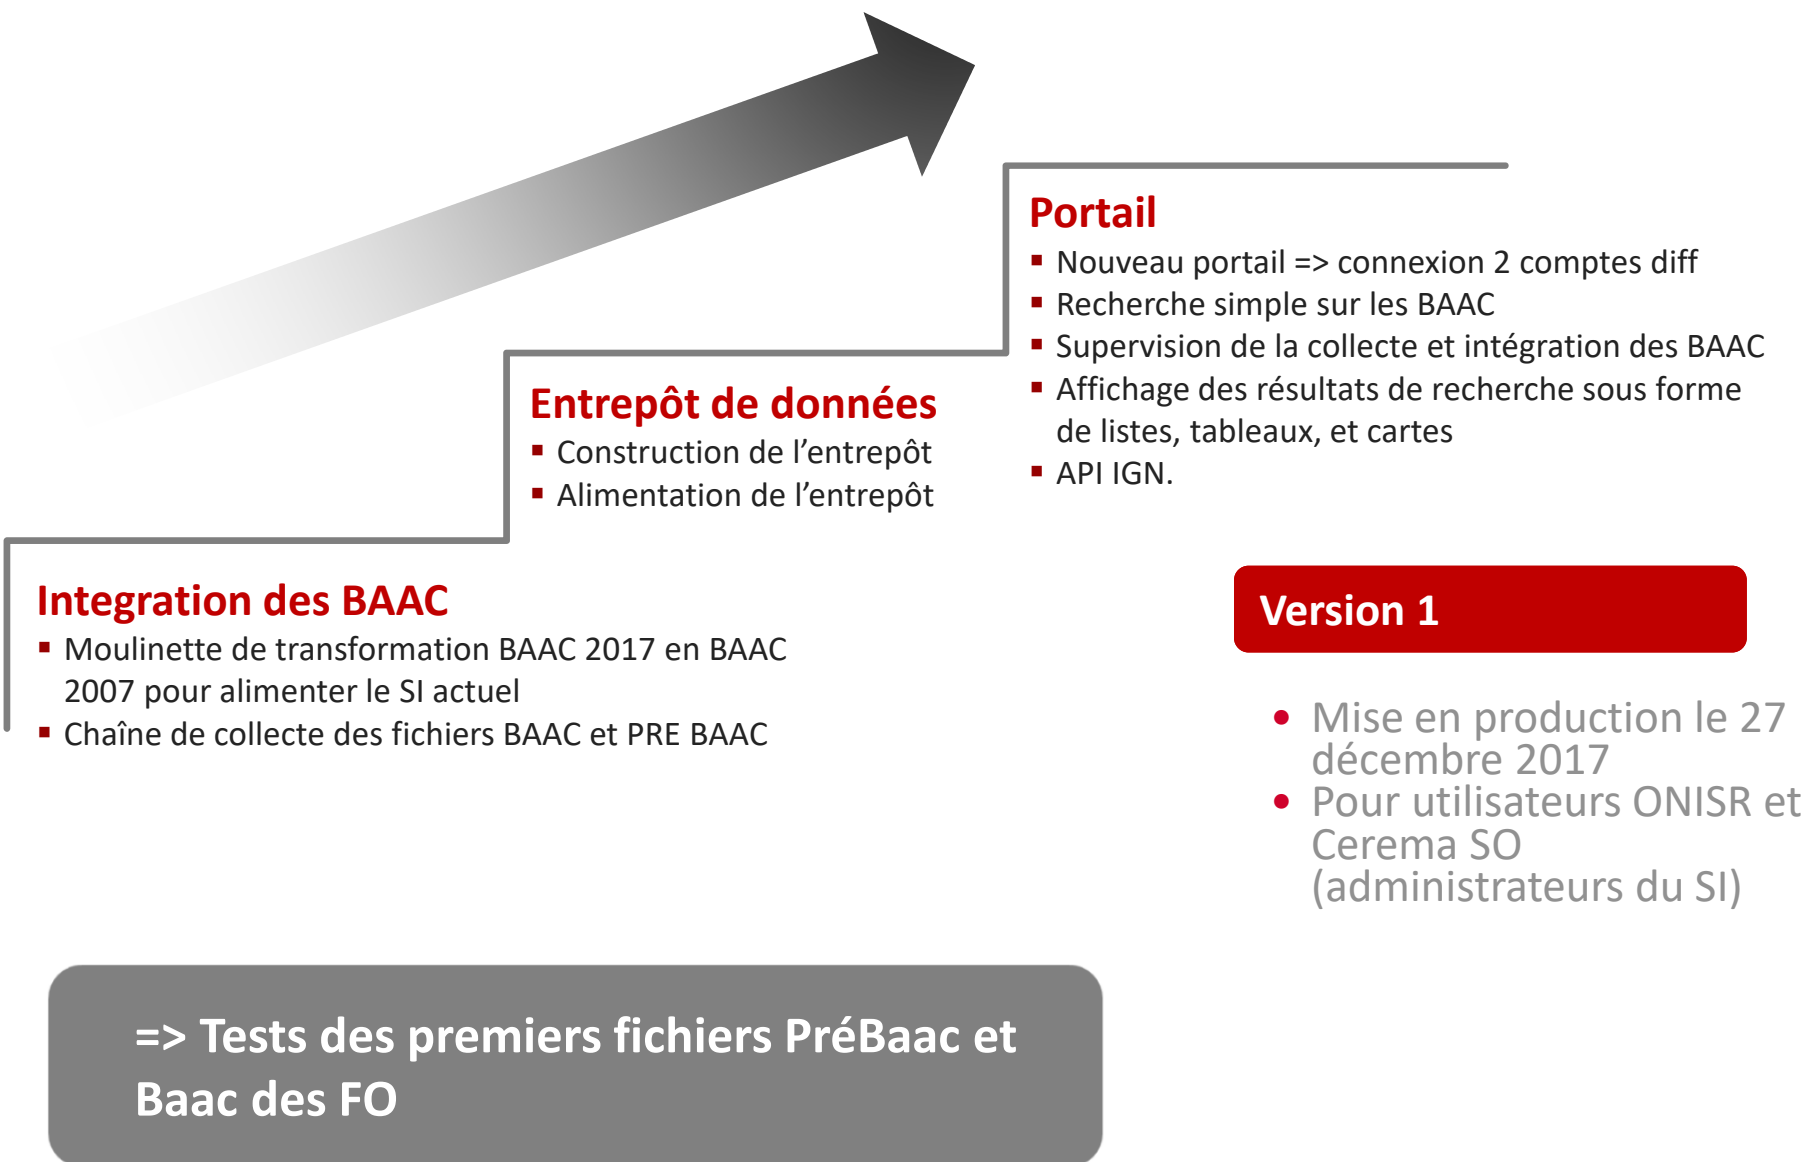 Portail
Nouveau portail => connexion 2 comptes diff
Recherche simple sur les BAAC
Supervision de la collecte et intégration des BAAC
Affichage des résultats de recherche sous forme
de listes, tableaux, et cartes
API IGN.
Entrepôt de données
Construction de l’entrepôt
Alimentation de l’entrepôt
Integration des BAAC
Moulinette de transformation BAAC 2017 en BAAC
2007 pour alimenter le SI actuel
Chaîne de collecte des fichiers BAAC et PRE BAAC
Version 1
Mise en production le 27
décembre 2017
Pour utilisateurs ONISR et
Cerema SO
(administrateurs du SI)
=> Tests des premiers fichiers PréBaac et
Baac des FO